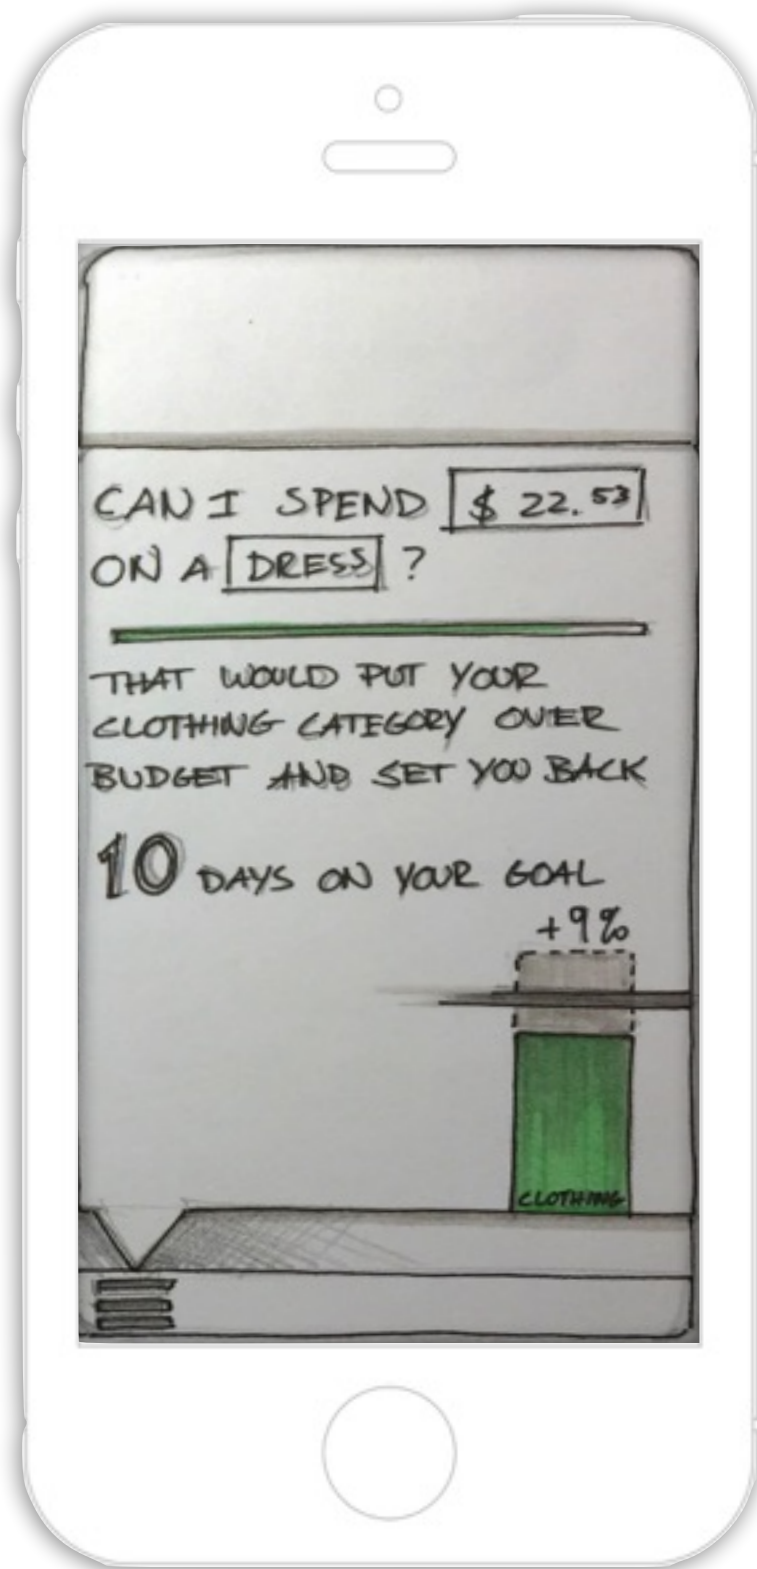 CAN I SPEND $ 22.53
ON A DRESS ?
THAT WOULD PUT YOUR
CLOTHING CATEGORY OVER
BUDGET AND SET YOU BACK
10 DAYS ON YOUR GOAL
+9%
CLOTHING